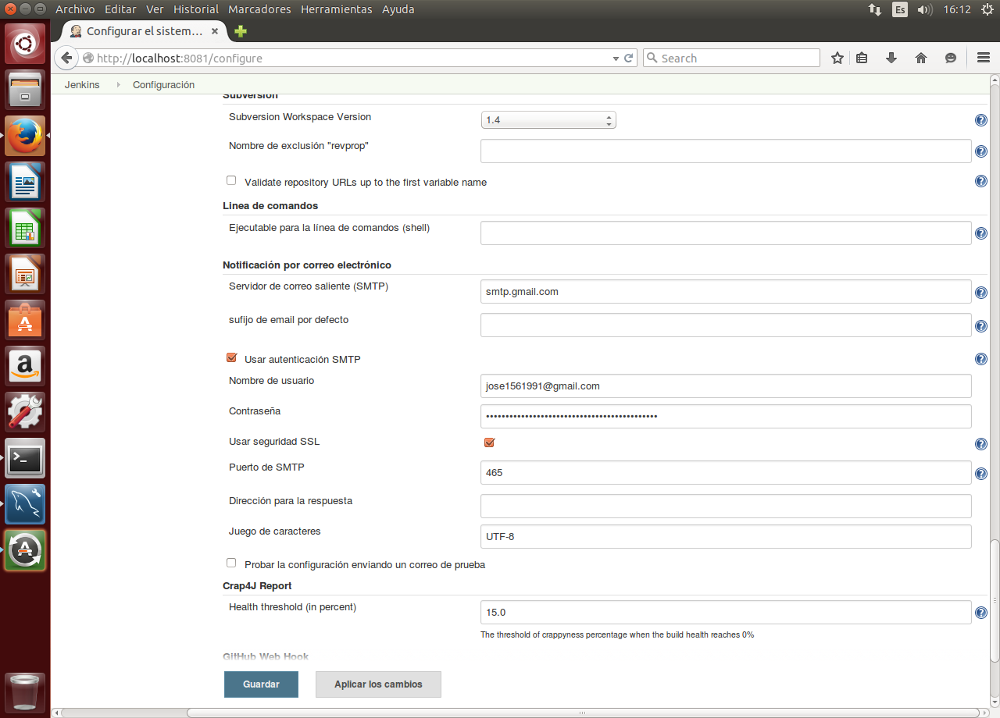 Archivo Editar Ver Historial Marcadores Herramientas Ayuda Es 16:12
Configurar el sistem...
http://localhost:8081/configure Search
Jenkins Configuración
Subversion
Subversion Workspace Version 1.4
Nombre de exclusión "revprop"
Validate repository URLs up to the first variable name
Linea de comandos
Ejecutable para la línea de comandos (shell)
Notificación por correo electrónico
Servidor de correo saliente (SMTP) smtp.gmail.com
sufijo de email por defecto
Usar autenticación SMTP
Nombre de usuario jose1561991@gmail.com
Contraseña ••••••••••••••••••••••••••••••••••••••••••••
Usar seguridad SSL
Puerto de SMTP 465
Dirección para la respuesta
Juego de caracteres UTF-8
Probar la configuración enviando un correo de prueba
Crap4J Report
Health threshold (in percent) 15.0
The threshold of crappyness percentage when the build health reaches 0%
GitHub Web Hook
Guardar Aplicar los cambios